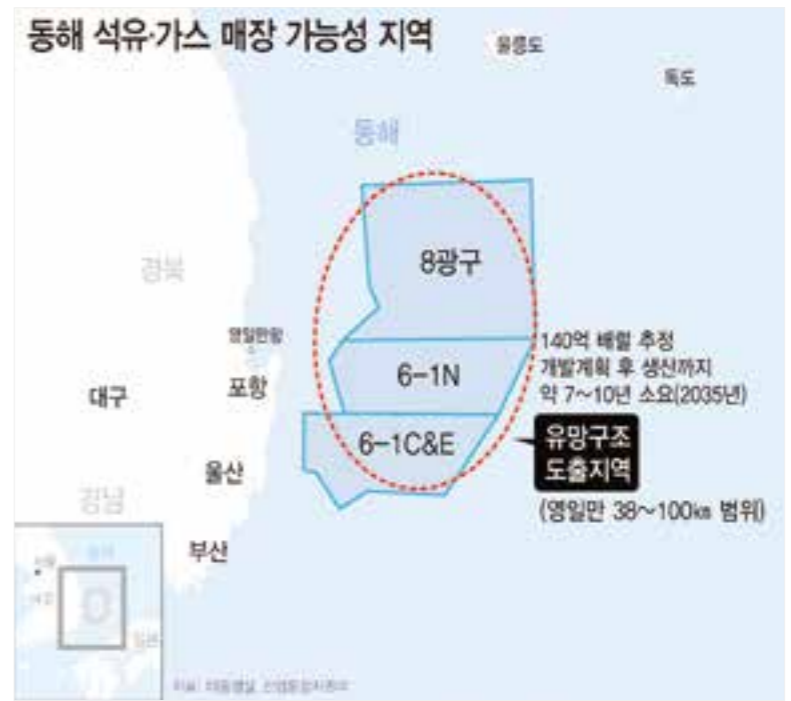 동해 석유·가스 매장 가능성 지역
울릉도
독도
동해
8광구
경북
영일만항
140억 배럴 추정
개발계획 후 생산까지
약 7~10년 소요(2035년)
6-1N
대구
포항
6-1C&E
유망구조
도출지역
울산
(영일만 38~100㎞ 범위)
경남
부산